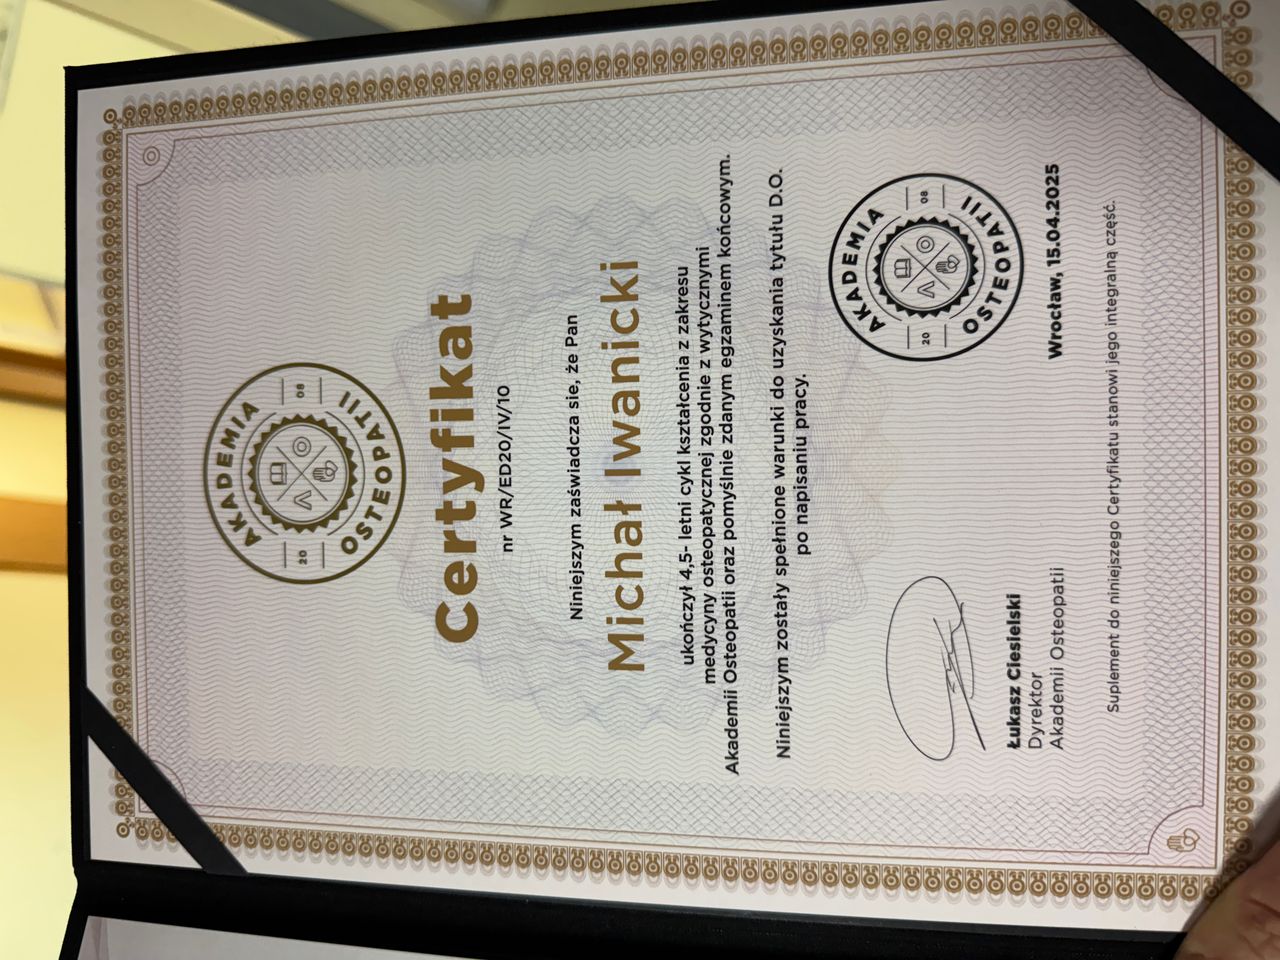 AKADEMIA
20 08
OSTEOPATII
Certyfikat
nr WR/ED20/IV/10
Niniejszym zaświadcza sie, że Pan
Michał Iwanicki
ukończył 4,5- letni cykl kształcenia z zakresu
medycyny osteopatycznej zgodnie z wytycznymi
Akademii Osteopatii oraz pomyślnie zdanym egzaminem końcowym.
Niniejszym zostały spełnione warunki do uzyskania tytułu D.O.
po napisaniu pracy.
AKADEMIA
20 08
OSTEOPATII
Łukasz Ciesielski
Dyrektor
Akademii Osteopatii
Wrocław, 15.04.2025
Suplement do niniejszego Certyfikatu stanowi jego integralną część.